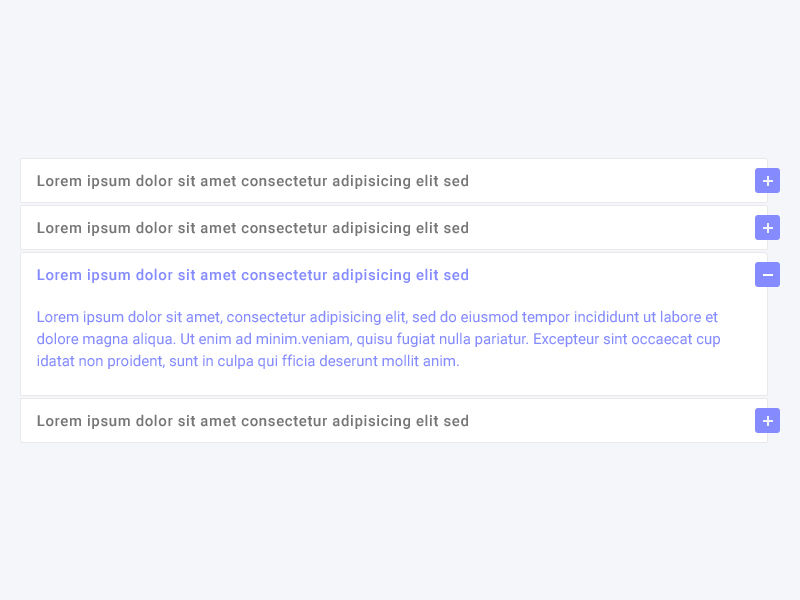 Lorem ipsum dolor sit amet consectetur adipisicing elit sed
Lorem ipsum dolor sit amet consectetur adipisicing elit sed
Lorem ipsum dolor sit amet consectetur adipisicing elit sed
Lorem ipsum dolor sit amet, consectetur adipisicing elit, sed do eiusmod tempor incididunt ut labore et
dolore magna aliqua. Ut enim ad minim.veniam, quisu fugiat nulla pariatur. Excepteur sint occaecat cup
idatat non proident, sunt in culpa qui fficia deserunt mollit anim.
Lorem ipsum dolor sit amet consectetur adipisicing elit sed